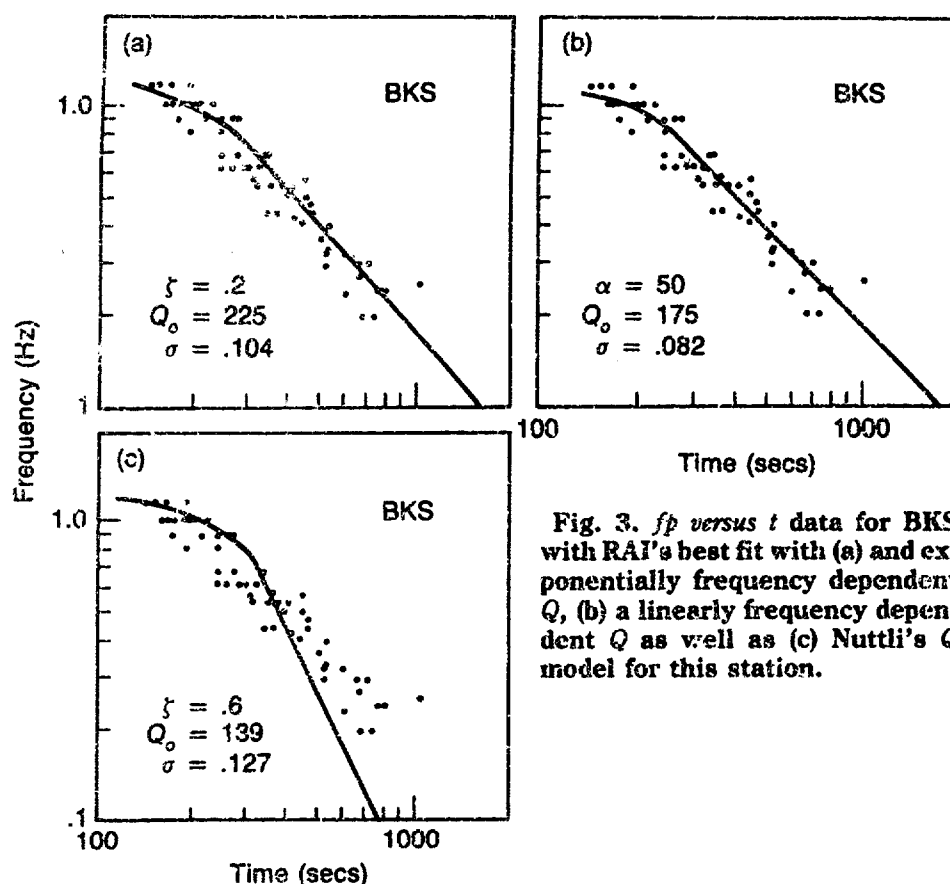 (a)
BKS
1.0
ζ = .2
Q₀ = 225
σ = .104
1
(b)
BKS
α = 50
Q₀ = 175
σ = .082
100
1000
Time (secs)
Frequency (Hz)
(c)
BKS
1.0
ζ = .6
Q₀ = 139
σ = .127
.1
100
1000
Time (secs)
Fig. 3. fp versus t data for BKS
with RAI's best fit with (a) and ex-
ponentially frequency dependent
Q, (b) a linearly frequency depen-
dent Q as well as (c) Nuttli's Q
model for this station.